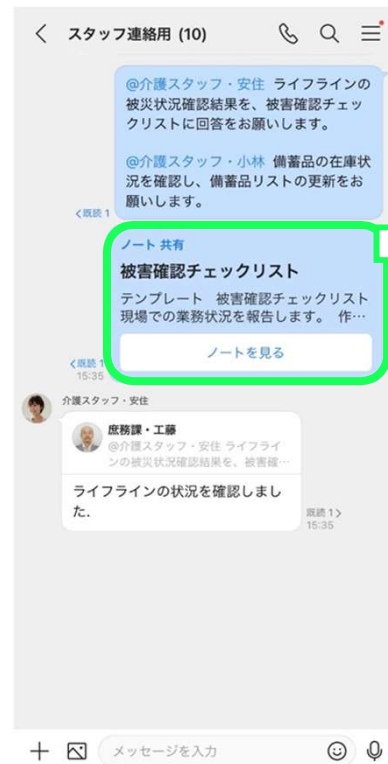 スタッフ連絡用 (10)
@介護スタッフ・安住 ライフラインの
被災状況確認結果を、被害確認チェッ
クリストに回答をお願いします。
@介護スタッフ・小林 備蓄品の在庫状
況を確認し、備蓄品リストの更新をお
願いします。
既読 1
ノート 共有
被害確認チェックリスト
テンプレート 被害確認チェックリスト
現場での業務状況を報告します。 作…
ノートを見る
既読 1
15:35
介護スタッフ・安住
庶務課・工藤
@介護スタッフ・安住 ライフライ
ンの被災状況確認結果を、被害確…
ライフラインの状況を確認しまし
た.
既読 1
15:35
メッセージを入力